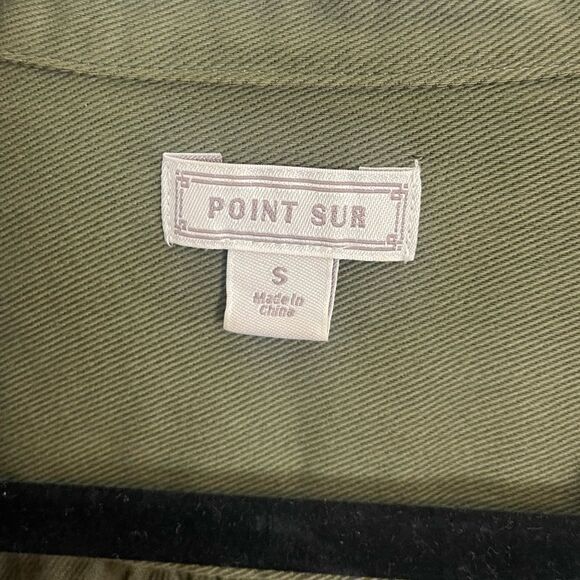 POINT SUR
S
Made in
China